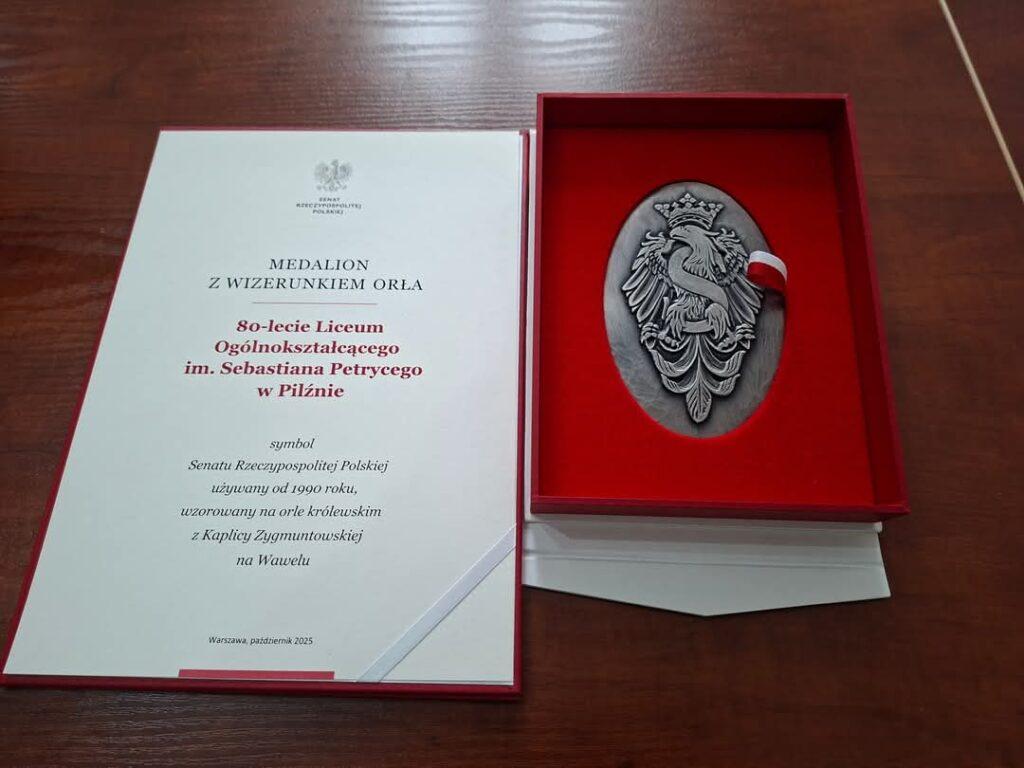 SENAT
RZECZYPOSPOLITEJ
POLSKIEJ
MEDALION
Z WIZERUNKIEM ORŁA
80-lecie Liceum
Ogólnokształcącego
im. Sebastiana Petrycego
w Pilźnie
symbol
Senatu Rzeczypospolitej Polskiej
używany od 1990 roku,
wzorowany na orle królewskim
z Kaplicy Zygmuntowskiej
na Wawelu
Warszawa, październik 2025